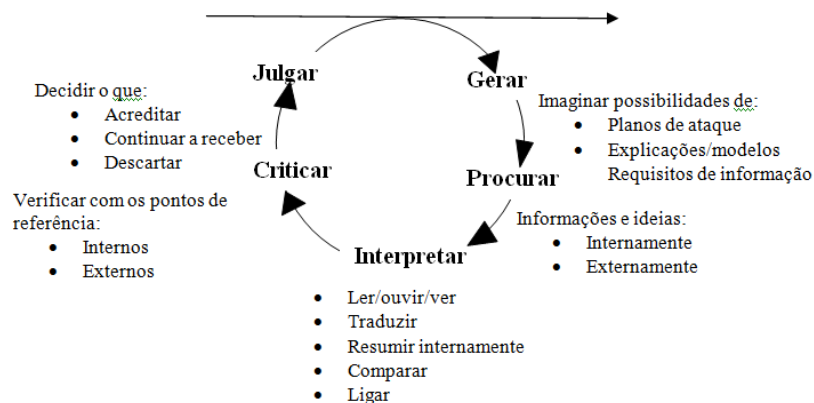 Julgar
Gerar
Decidir o que:
• Acreditar
• Continuar a receber
• Descartar
Imaginar possibilidades de:
• Planos de ataque
• Explicações/modelos
Requisitos de informação
Criticar
Procurar
Verificar com os pontos de
referência:
• Internos
• Externos
Informações e ideias:
• Internamente
• Externamente
Interpretar
• Ler/ouvir/ver
• Traduzir
• Resumir internamente
• Comparar
• Ligar